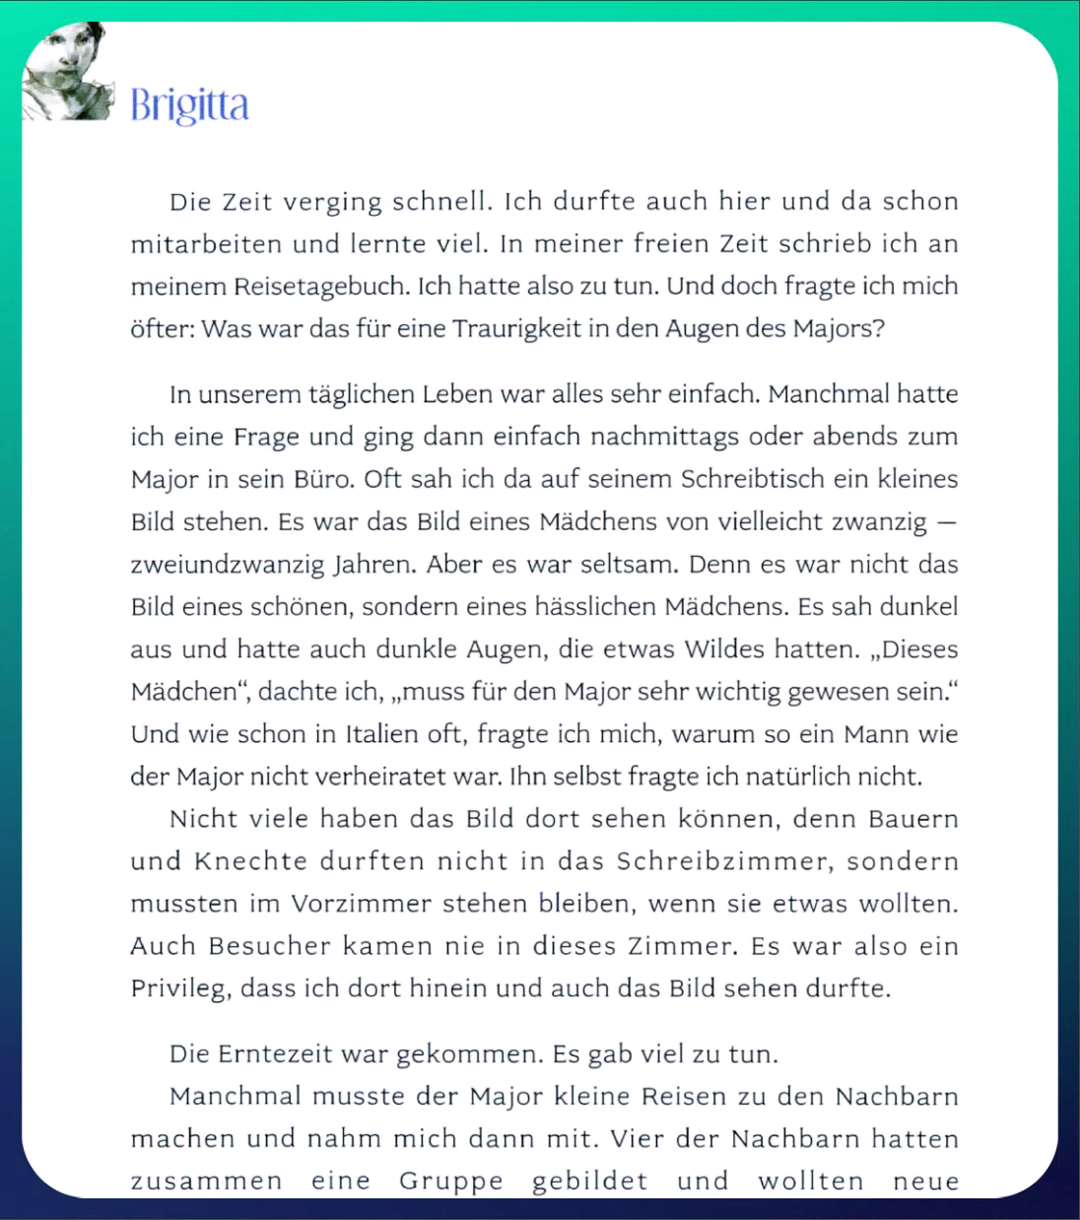 Brigitta
Die Zeit verging schnell. Ich durfte auch hier und da schon
mitarbeiten und lernte viel. In meiner freien Zeit schrieb ich an
meinem Reisetagebuch. Ich hatte also zu tun. Und doch fragte ich mich
öfter: Was war das für eine Traurigkeit in den Augen des Majors?
In unserem täglichen Leben war alles sehr einfach. Manchmal hatte
ich eine Frage und ging dann einfach nachmittags oder abends zum
Major in sein Büro. Oft sah ich da auf seinem Schreibtisch ein kleines
Bild stehen. Es war das Bild eines Mädchens von vielleicht zwanzig –
zweiundzwanzig Jahren. Aber es war seltsam. Denn es war nicht das
Bild eines schönen, sondern eines hässlichen Mädchens. Es sah dunkel
aus und hatte auch dunkle Augen, die etwas Wildes hatten. „Dieses
Mädchen“, dachte ich, „muss für den Major sehr wichtig gewesen sein.“
Und wie schon in Italien oft, fragte ich mich, warum so ein Mann wie
der Major nicht verheiratet war. Ihn selbst fragte ich natürlich nicht.
Nicht viele haben das Bild dort sehen können, denn Bauern
und Knechte durften nicht in das Schreibzimmer, sondern
mussten im Vorzimmer stehen bleiben, wenn sie etwas wollten.
Auch Besucher kamen nie in dieses Zimmer. Es war also ein
Privileg, dass ich dort hinein und auch das Bild sehen durfte.
Die Erntezeit war gekommen. Es gab viel zu tun.
Manchmal musste der Major kleine Reisen zu den Nachbarn
machen und nahm mich dann mit. Vier der Nachbarn hatten
zusammen eine Gruppe gebildet und wollten neue